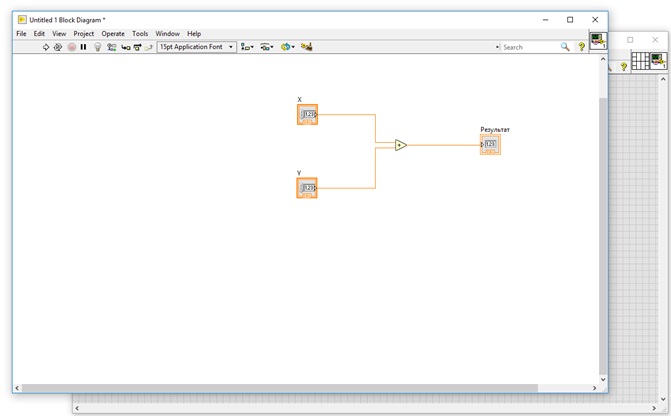 Untitled 1 Block Diagram *
File Edit View Project Operate Tools Window Help
15pt Application Font
Search
X
123
Результат
123
Y
123